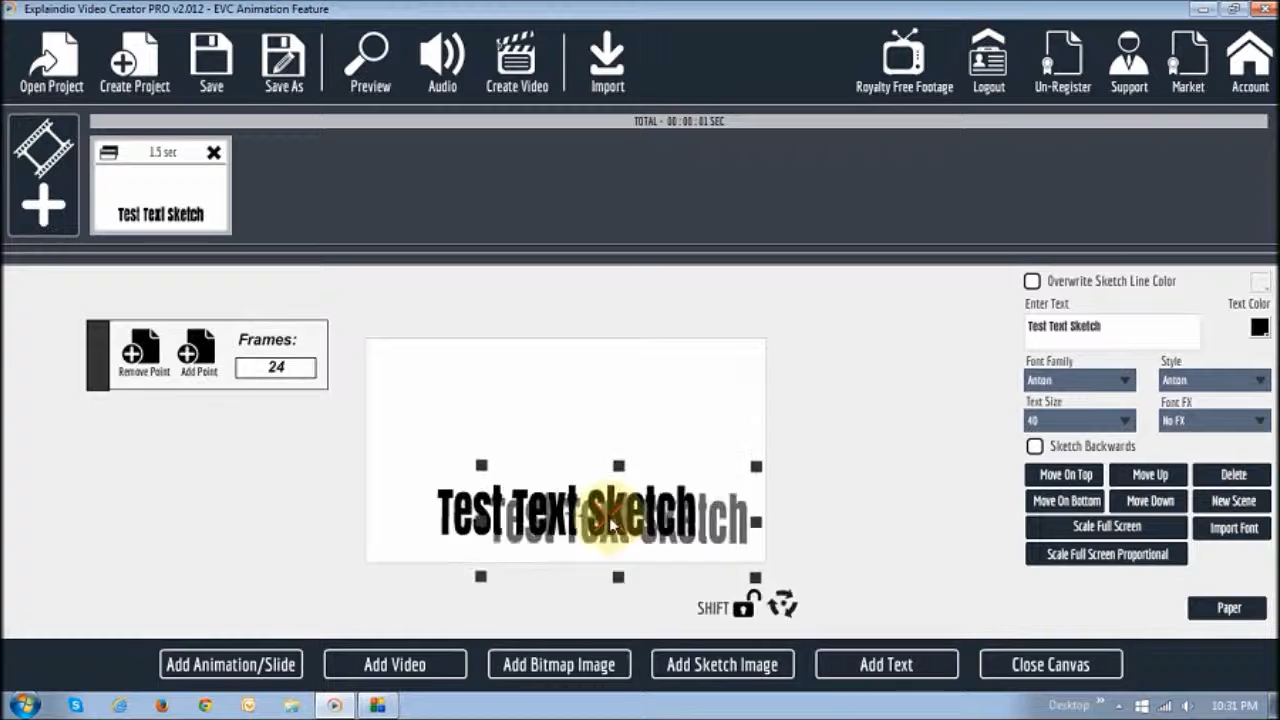 Explaindio Video Creator PRO v2.012 - EVC Animation Feature
Open Project
Create Project
Save
Save As
Preview
Audio
Create Video
Import
Royalty Free Footage
Logout
Un-Register
Support
Market
Account
TOTAL - 00:00:01 SEC
1.5 sec
Test Text Sketch
Remove Point
Add Point
Frames:
24
Test Text Sketch
Test Text Sketch
SHIFT
Overwrite Sketch Line Color
Enter Text
Text Color
Test Text Sketch
Font Family
Style
Anton
Anton
Text Size
Font FX
40
No FX
Sketch Backwards
Move On Top
Move Up
Delete
Move On Bottom
Move Down
New Scene
Scale Full Screen
Import Font
Scale Full Screen Proportional
Paper
Add Animation/Slide
Add Video
Add Bitmap Image
Add Sketch Image
Add Text
Close Canvas
Desktop
10:31 PM